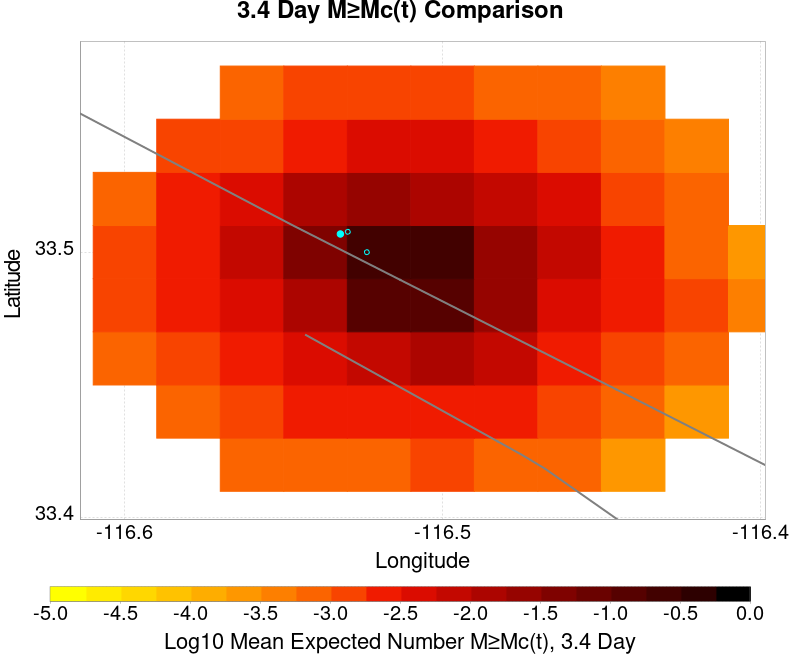 3.4 Day M≥Mc(t) Comparison
Latitude
33.5
33.4
-116.6 -116.5 -116.4
Longitude
-5.0 -4.5 -4.0 -3.5 -3.0 -2.5 -2.0 -1.5 -1.0 -0.5 0.0
Log10 Mean Expected Number M≥Mc(t), 3.4 Day